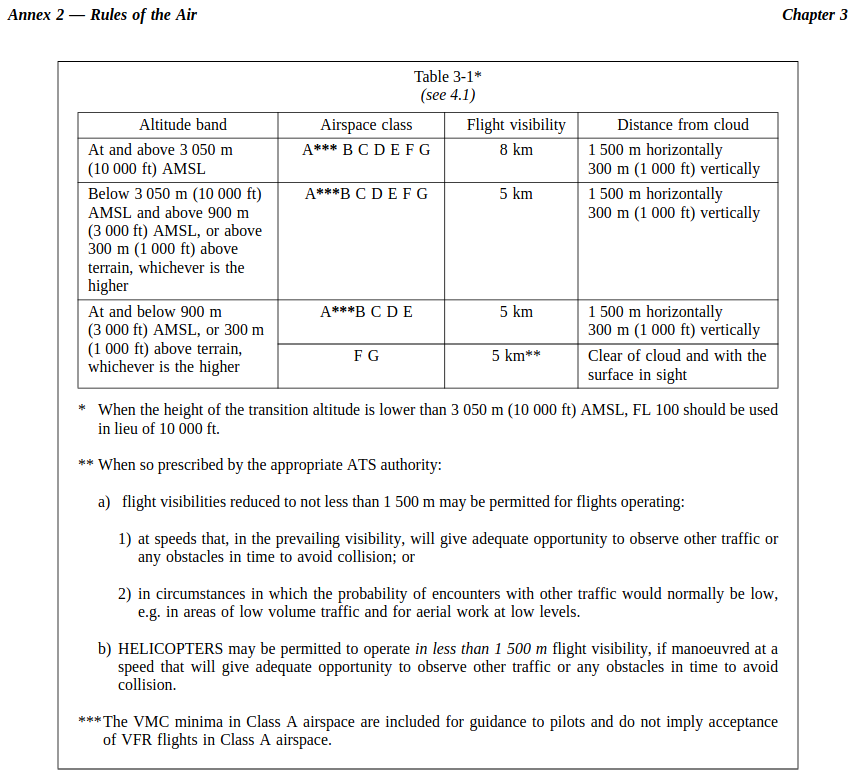 Annex 2 — Rules of the Air
Chapter 3
Table 3-1*
(see 4.1)
Altitude band
Airspace class
Flight visibility
Distance from cloud
At and above 3 050 m
(10 000 ft) AMSL
A*** B C D E F G
8 km
1 500 m horizontally
300 m (1 000 ft) vertically
Below 3 050 m (10 000 ft)
AMSL and above 900 m
(3 000 ft) AMSL, or above
300 m (1 000 ft) above
terrain, whichever is the
higher
A***B C D E F G
5 km
1 500 m horizontally
300 m (1 000 ft) vertically
At and below 900 m
(3 000 ft) AMSL, or 300 m
(1 000 ft) above terrain,
whichever is the higher
A***B C D E
5 km
1 500 m horizontally
300 m (1 000 ft) vertically
F G
5 km**
Clear of cloud and with the
surface in sight
* When the height of the transition altitude is lower than 3 050 m (10 000 ft) AMSL, FL 100 should be used
in lieu of 10 000 ft.
** When so prescribed by the appropriate ATS authority:
a) flight visibilities reduced to not less than 1 500 m may be permitted for flights operating:
1) at speeds that, in the prevailing visibility, will give adequate opportunity to observe other traffic or
any obstacles in time to avoid collision; or
2) in circumstances in which the probability of encounters with other traffic would normally be low,
e.g. in areas of low volume traffic and for aerial work at low levels.
b) HELICOPTERS may be permitted to operate in less than 1 500 m flight visibility, if manoeuvred at a
speed that will give adequate opportunity to observe other traffic or any obstacles in time to avoid
collision.
***The VMC minima in Class A airspace are included for guidance to pilots and do not imply acceptance
of VFR flights in Class A airspace.